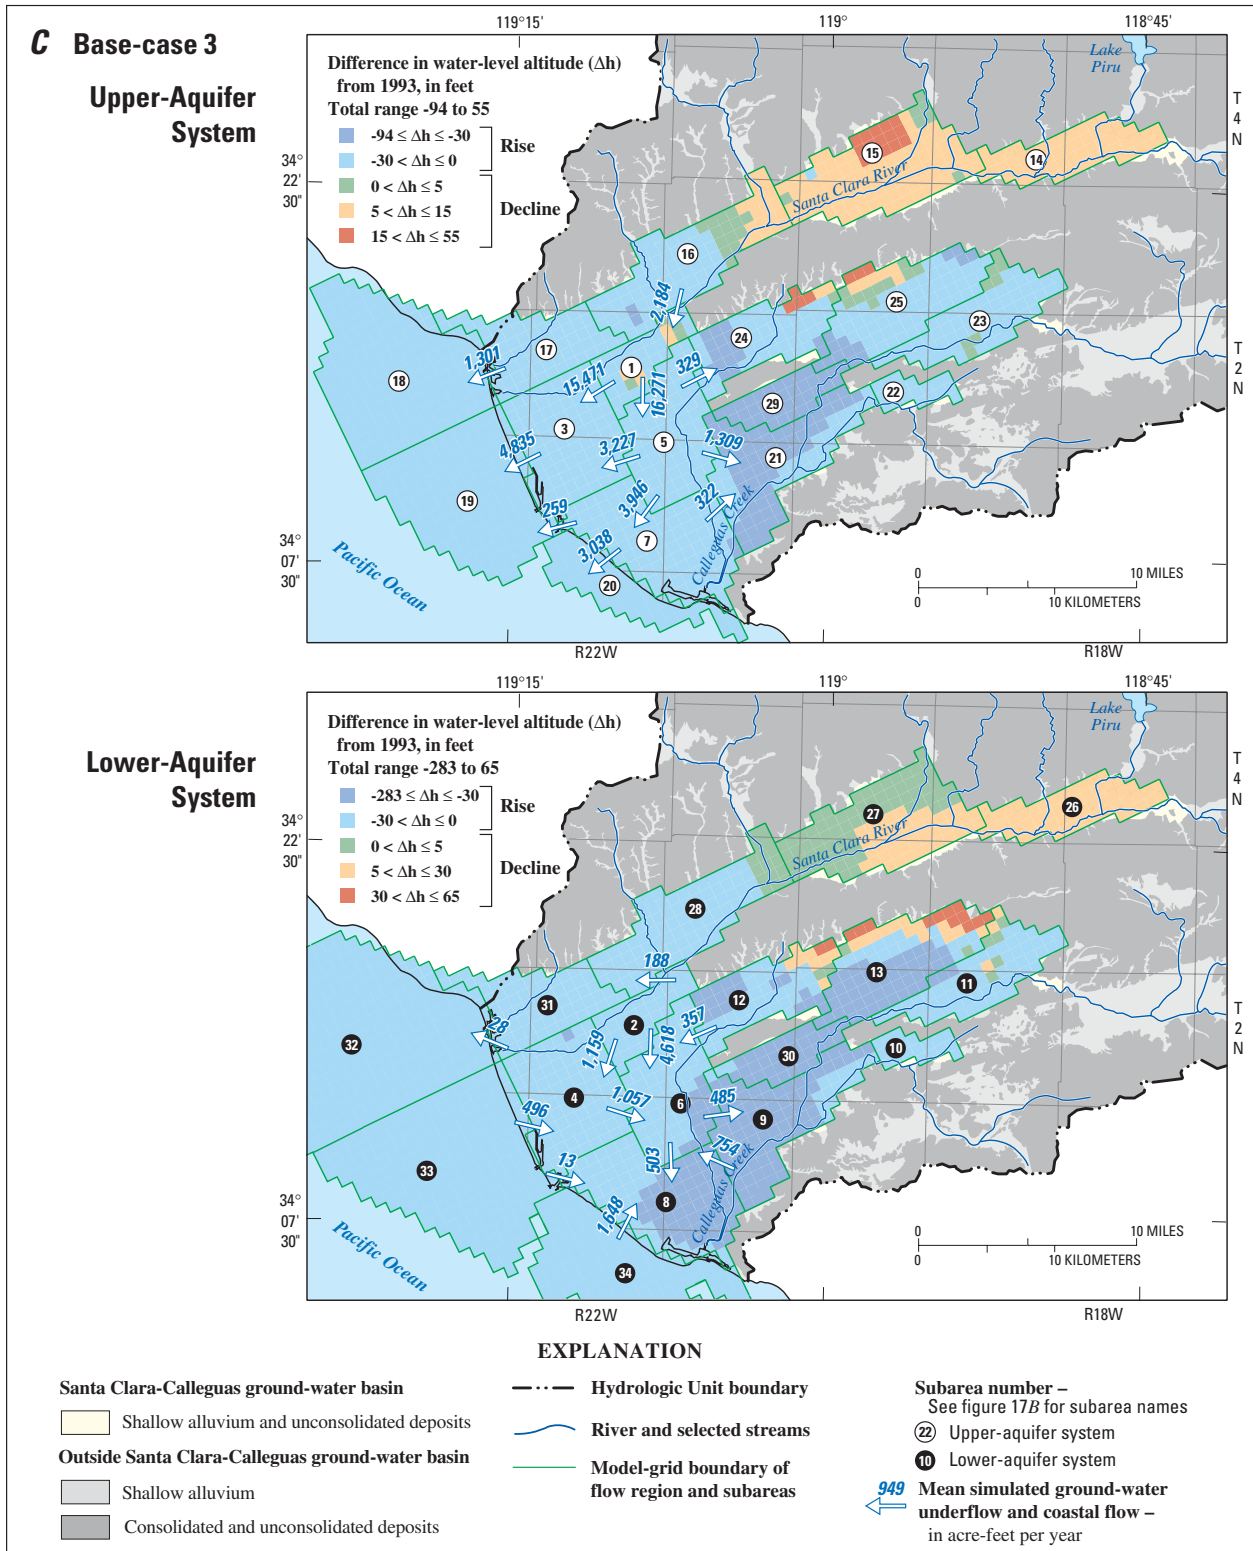 C Base-case 3
Upper-Aquifer
System
119°15'
119°
118°45'
Difference in water-level altitude (Δh)
from 1993, in feet
Total range -94 to 55
-94 ≤ Δh ≤ -30
-30 < Δh ≤ 0
Rise
0 < Δh ≤ 5
5 < Δh ≤ 15
15 < Δh ≤ 55
Decline
Lake
Piru
T
4
N
34°
22'
30"
15
14
Santa Clara River
16
2,184
25
23
24
17
1,301
18
1
329
15,471
16,271
T
2
N
22
29
3
5
4,835
3,227
1,309
21
19
259
3,946
322
7
3,038
Calleguas Creek
20
34°
07'
30"
Pacific Ocean
0 10 MILES
0 10 KILOMETERS
R22W
R18W
Lower-Aquifer
System
119°15'
119°
118°45'
Difference in water-level altitude (Δh)
from 1993, in feet
Total range -283 to 65
-283 ≤ Δh ≤ -30
-30 < Δh ≤ 0
Rise
0 < Δh ≤ 5
5 < Δh ≤ 30
30 < Δh ≤ 65
Decline
Lake
Piru
T
4
N
34°
22'
30"
27
26
Santa Clara River
28
188
13
11
12
31
28
2
357
1,159
4,618
T
2
N
32
10
30
4
1,057
6
485
9
496
13
503
754
33
8
1,648
Calleguas Creek
34
34°
07'
30"
Pacific Ocean
0 10 MILES
0 10 KILOMETERS
R22W
R18W
EXPLANATION
Santa Clara-Calleguas ground-water basin
Shallow alluvium and unconsolidated deposits
Outside Santa Clara-Calleguas ground-water basin
Shallow alluvium
Consolidated and unconsolidated deposits
Hydrologic Unit boundary
River and selected streams
Model-grid boundary of
flow region and subareas
Subarea number –
See figure 17B for subarea names
22 Upper-aquifer system
10 Lower-aquifer system
949 Mean simulated ground-water
underflow and coastal flow –
in acre-feet per year